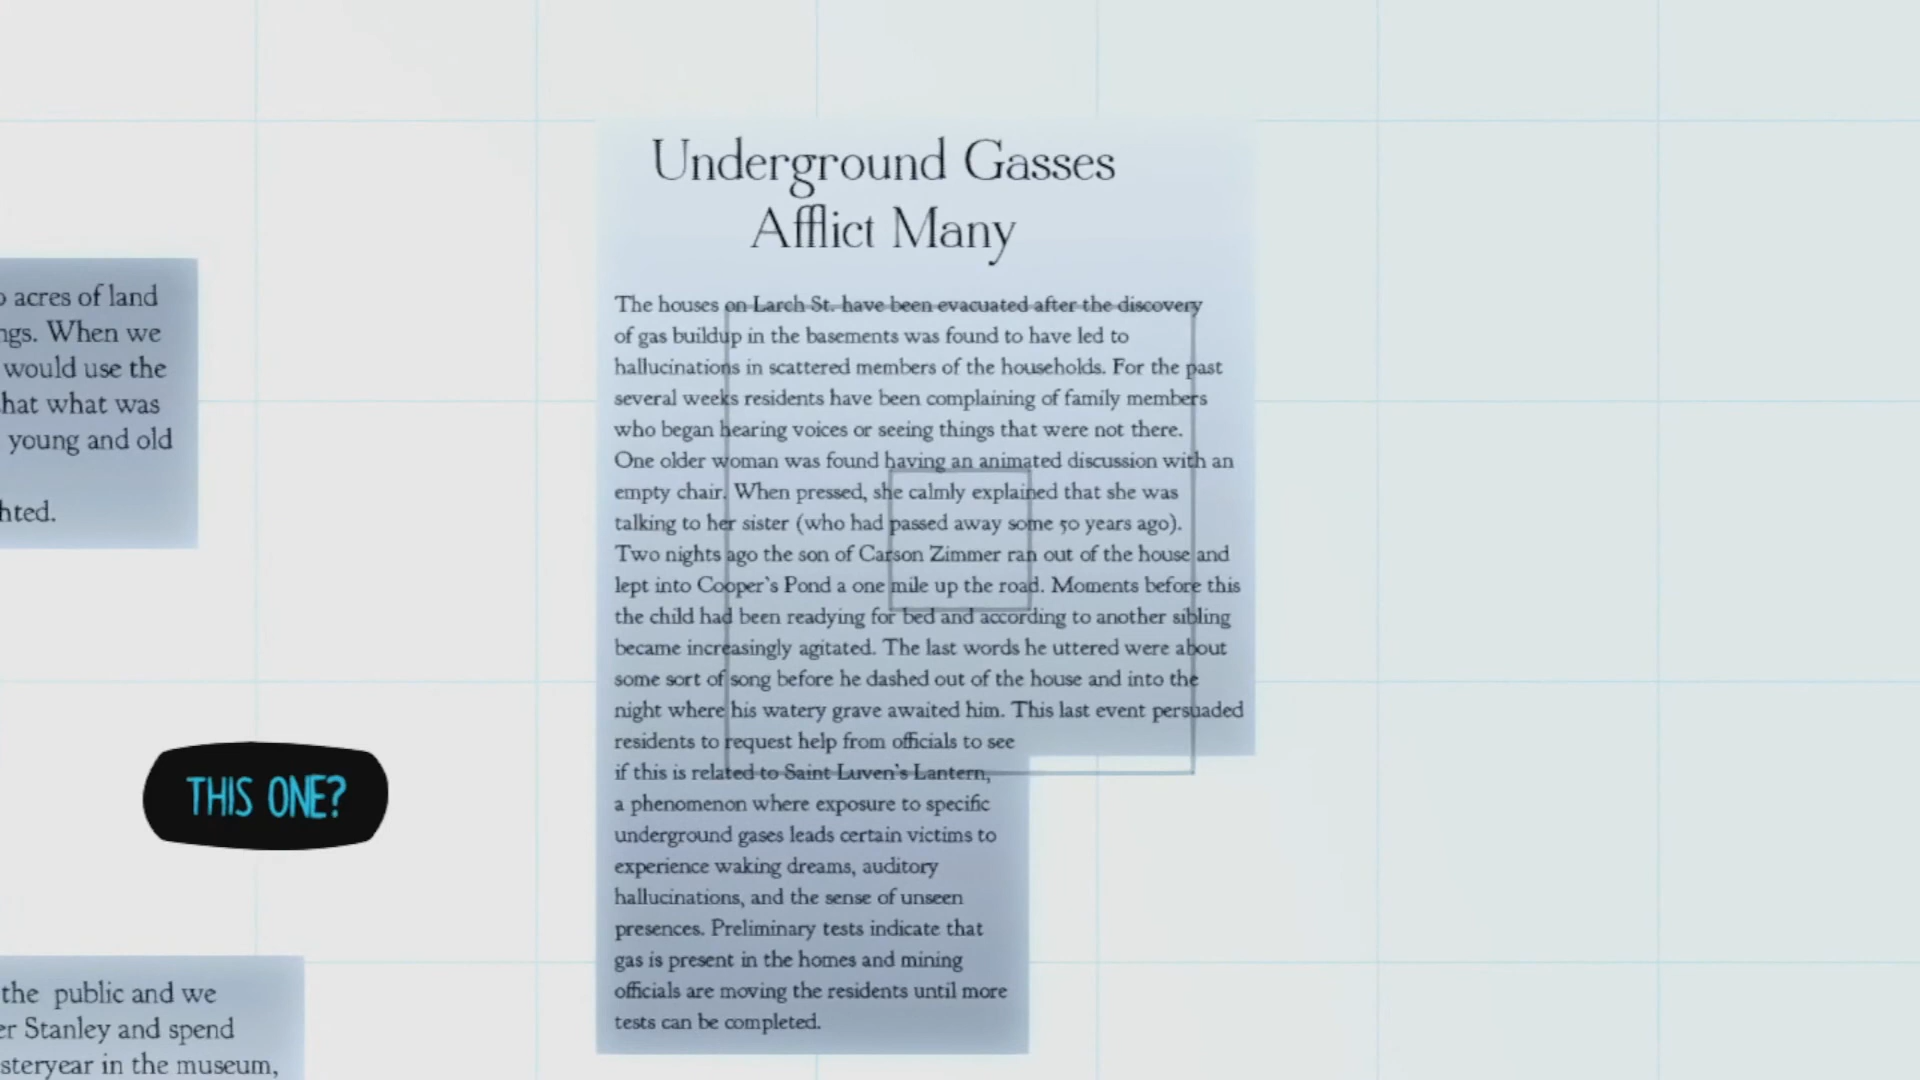 Underground Gasses
Afflict Many
The houses on Larch St. have been evacuated after the discovery
of gas buildup in the basements was found to have led to
hallucinations in scattered members of the households. For the past
several weeks residents have been complaining of family members
who began hearing voices or seeing things that were not there.
One older woman was found having an animated discussion with an
empty chair. When pressed, she calmly explained that she was
talking to her sister (who had passed away some 50 years ago).
Two nights ago the son of Carson Zimmer ran out of the house and
lept into Cooper's Pond a one mile up the road. Moments before this
the child had been readying for bed and according to another sibling
became increasingly agitated. The last words he uttered were about
some sort of song before he dashed out of the house and into the
night where his watery grave awaited him. This last event persuaded
residents to request help from officials to see
if this is related to Saint Luven's Lantern,
a phenomenon where exposure to specific
underground gases leads certain victims to
experience waking dreams, auditory
hallucinations, and the sense of unseen
presences. Preliminary tests indicate that
gas is present in the homes and mining
officials are moving the residents until more
tests can be completed.
acres of land
ngs. When we
would use the
hat what was
young and old
hted.
THIS ONE?
the public and we
er Stanley and spend
steryear in the museum,